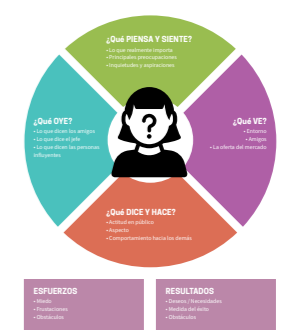 ¿Qué PIENSA Y SIENTE?
• Lo que realmente importa
• Principales preocupaciones
• Inquietudes y aspiraciones
¿Qué OYE?
• Lo que dicen los amigos
• Lo que dice el jefe
• Lo que dicen las personas
influyentes
¿Qué VE?
• Entorno
• Amigos
• La oferta del mercado
?
¿Qué DICE Y HACE?
• Actitud en público
• Aspecto
• Comportamiento hacia los demás
ESFUERZOS
• Miedo
• Frustaciones
• Obstáculos
RESULTADOS
• Deseos / Necesidades
• Medida del éxito
• Obstáculos